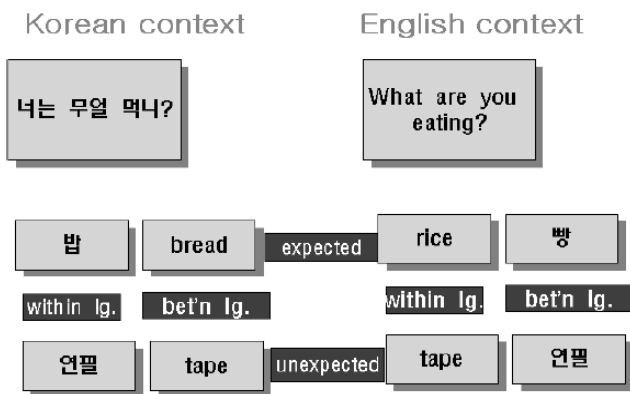 Korean context English context
너는 무얼 먹니?
What are you
eating?
밥 bread expected rice 빵
within lg. bet'n lg. within lg. bet'n lg.
연필 tape unexpected tape 연필